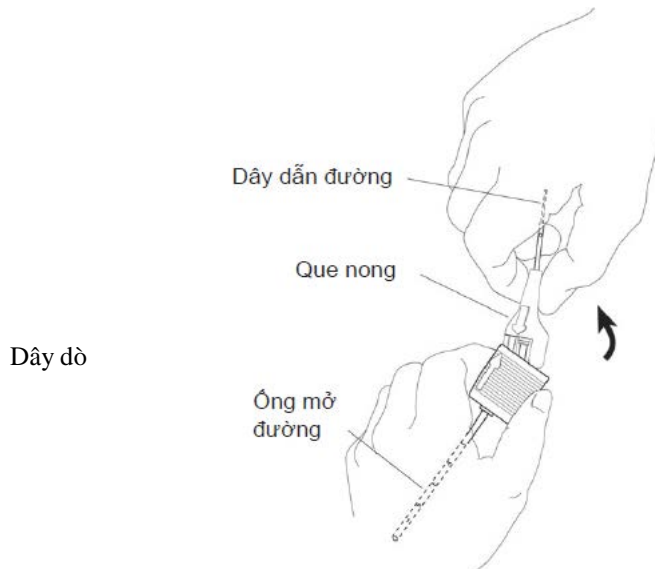 Dây dẫn đường
Que nong
Dây dò
Ống mở
đường